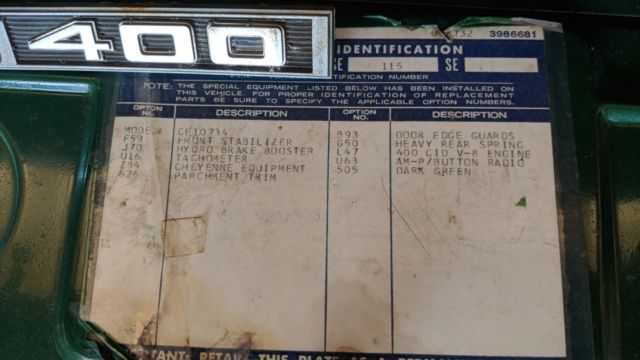 400
3986681
IDENTIFICATION
115 SE
CERTIFICATION NUMBER
NOTE: THE SPECIAL EQUIPMENT LISTED BELOW HAS BEEN INSTALLED ON
THIS VEHICLE. FOR PROPER IDENTIFICATION OF REPLACEMENT
PARTS BE SURE TO SPECIFY THE APPLICABLE OPTION NUMBERS.
OPTION NO. DESCRIPTION OPTION NO. DESCRIPTION
MODEL CE10734 B93 DOOR EDGE GUARDS
F59 FRONT STABILIZER G50 HEAVY REAR SPRING
J70 HYDRO BRAKE BOOSTER L47 400 CID V-8 ENGINE
U16 TACHOMETER U63 AM-P/BUTTON RADIO
Z84 CHEYENNE EQUIPMENT 505 DARK GREEN
626 PARCHMENT TRIM
RETAIN THIS PLATE AS A